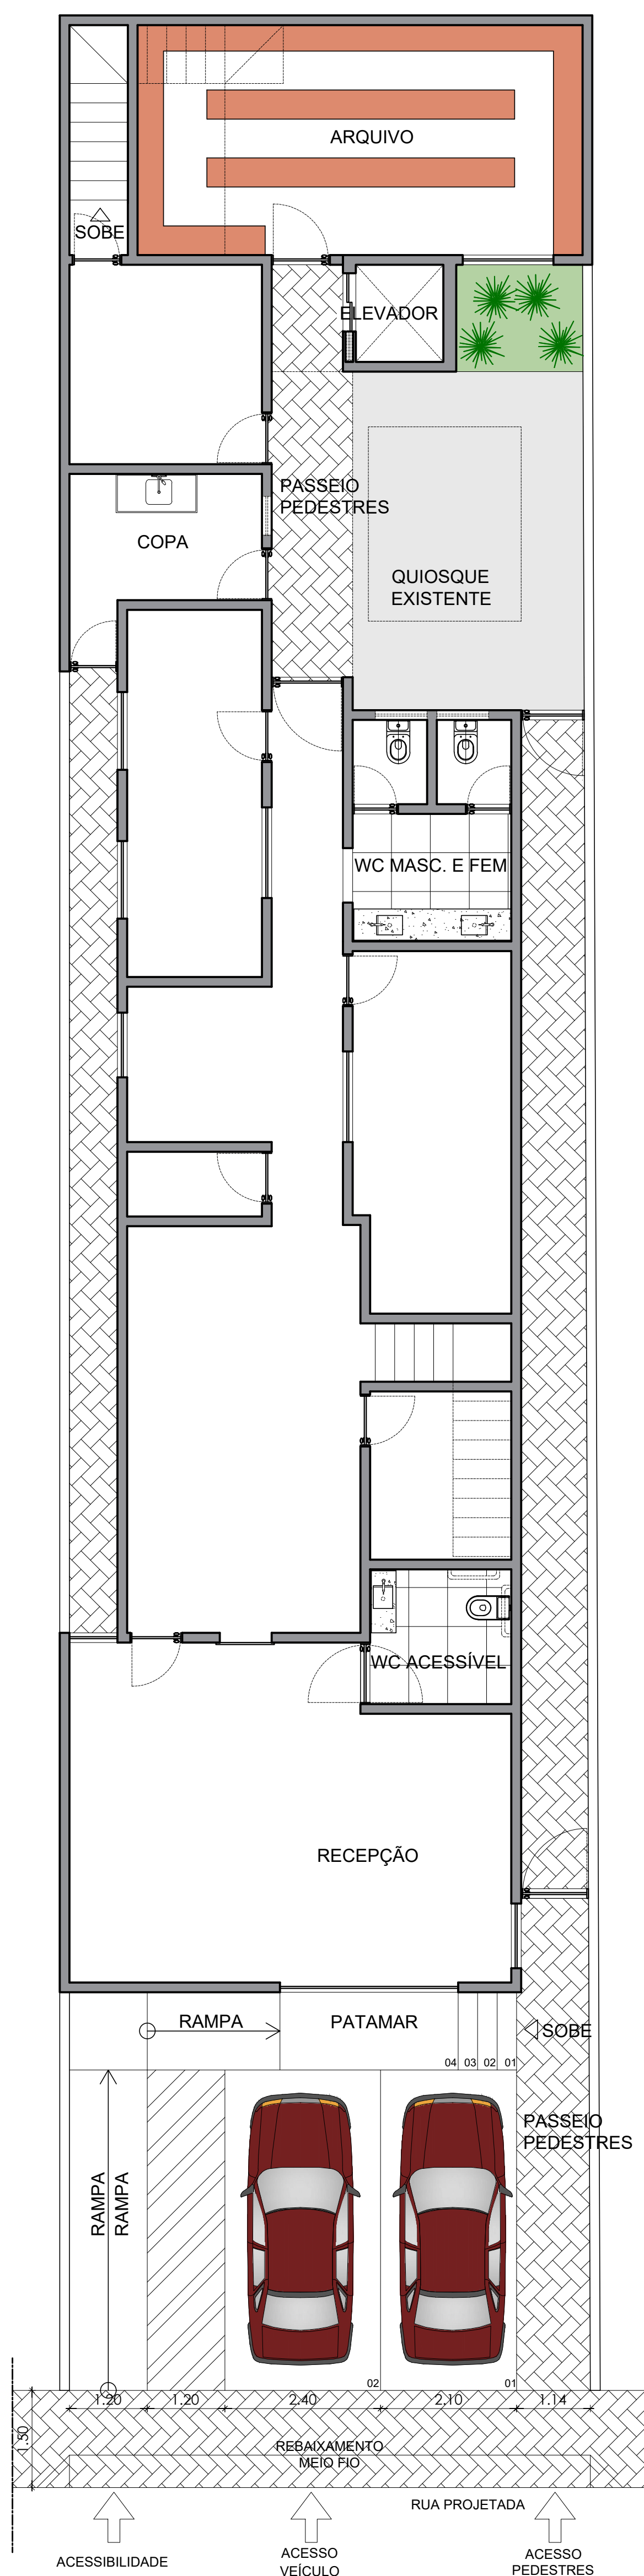 ARQUIVO
SOBE
ELEVADOR
PASSEIO
PEDESTRES
COPA
QUIOSQUE
EXISTENTE
WC MASC. E FEM
WC ACESSÍVEL
RECEPÇÃO
RAMPA
PATAMAR
SOBE
04 03 02 01
PASSEIO
PEDESTRES
RAMPA
RAMPA
02
01
1.20 1.20 2.40 2.10 1.14
1.50
REBAIXAMENTO
MEIO FIO
RUA PROJETADA
ACESSIBILIDADE
ACESSO
VEÍCULO
ACESSO
PEDESTRES